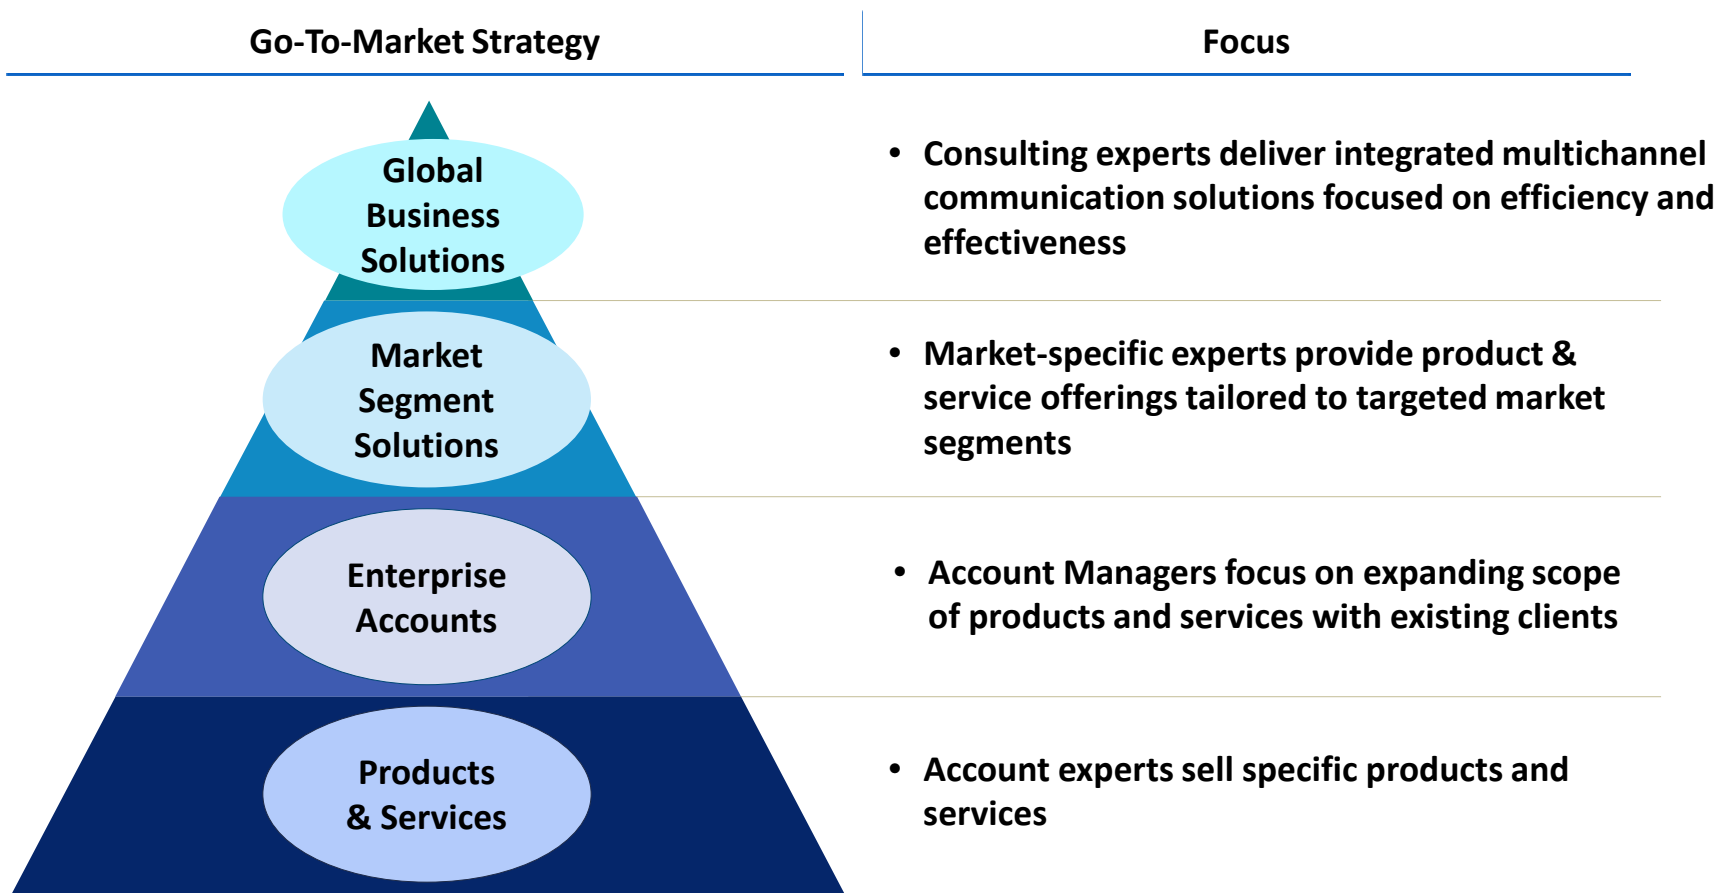 Go-To-Market Strategy
Focus
Global
Business
Solutions
• Consulting experts deliver integrated multichannel
communication solutions focused on efficiency and
effectiveness
Market
Segment
Solutions
• Market-specific experts provide product &
service offerings tailored to targeted market
segments
Enterprise
Accounts
• Account Managers focus on expanding scope
of products and services with existing clients
Products
& Services
• Account experts sell specific products and
services